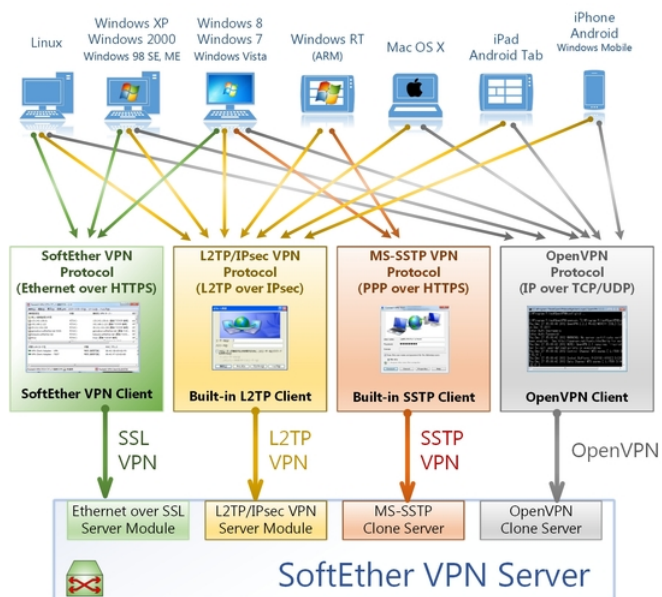 Linux
Windows XP
Windows 2000
Windows 98 SE, ME
Windows 8
Windows 7
Windows Vista
Windows RT
(ARM)
Mac OS X
iPad
Android Tab
iPhone
Android
Windows Mobile
SoftEther VPN
Protocol
(Ethernet over HTTPS)
SoftEther VPN Client
L2TP/IPsec VPN
Protocol
(L2TP over IPsec)
Built-in L2TP Client
MS-SSTP VPN
Protocol
(PPP over HTTPS)
Built-in SSTP Client
OpenVPN
Protocol
(IP over TCP/UDP)
OpenVPN Client
SSL
VPN
L2TP
VPN
SSTP
VPN
OpenVPN
Ethernet over SSL
Server Module
L2TP/IPsec VPN
Server Module
MS-SSTP
Clone Server
OpenVPN
Clone Server
SoftEther VPN Server